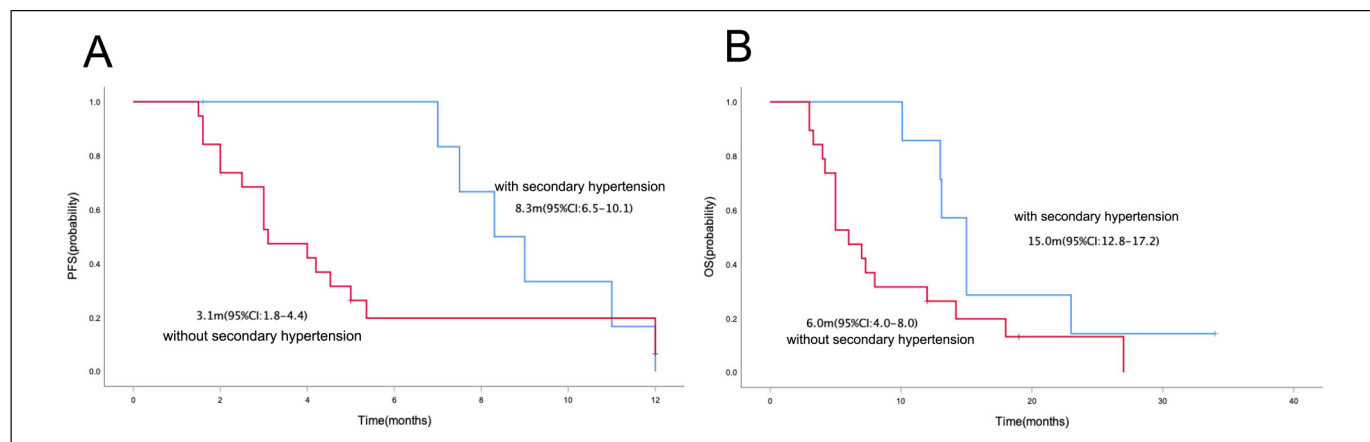 A
1.0
0.8
0.6
0.4
0.2
0.0
PFS(probability)
with secondary hypertension
8.3m(95%CI:6.5–10.1)
3.1m(95%CI:1.8–4.4)
without secondary hypertension
0 2 4 6 8 10 12
Time(months)
B
1.0
0.8
0.6
0.4
0.2
0.0
OS(probability)
with secondary hypertension
15.0m(95%CI:12.8–17.2)
6.0m(95%CI:4.0–8.0)
without secondary hypertension
0 10 20 30 40
Time(months)